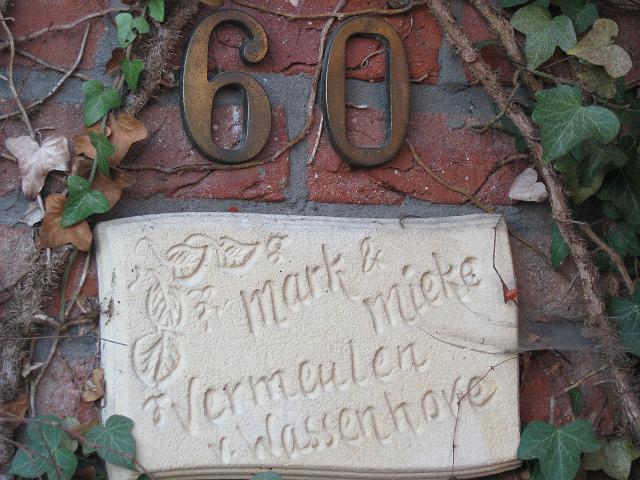 60
Mark &
Mieke
Vermeulen
v. Wassenhove